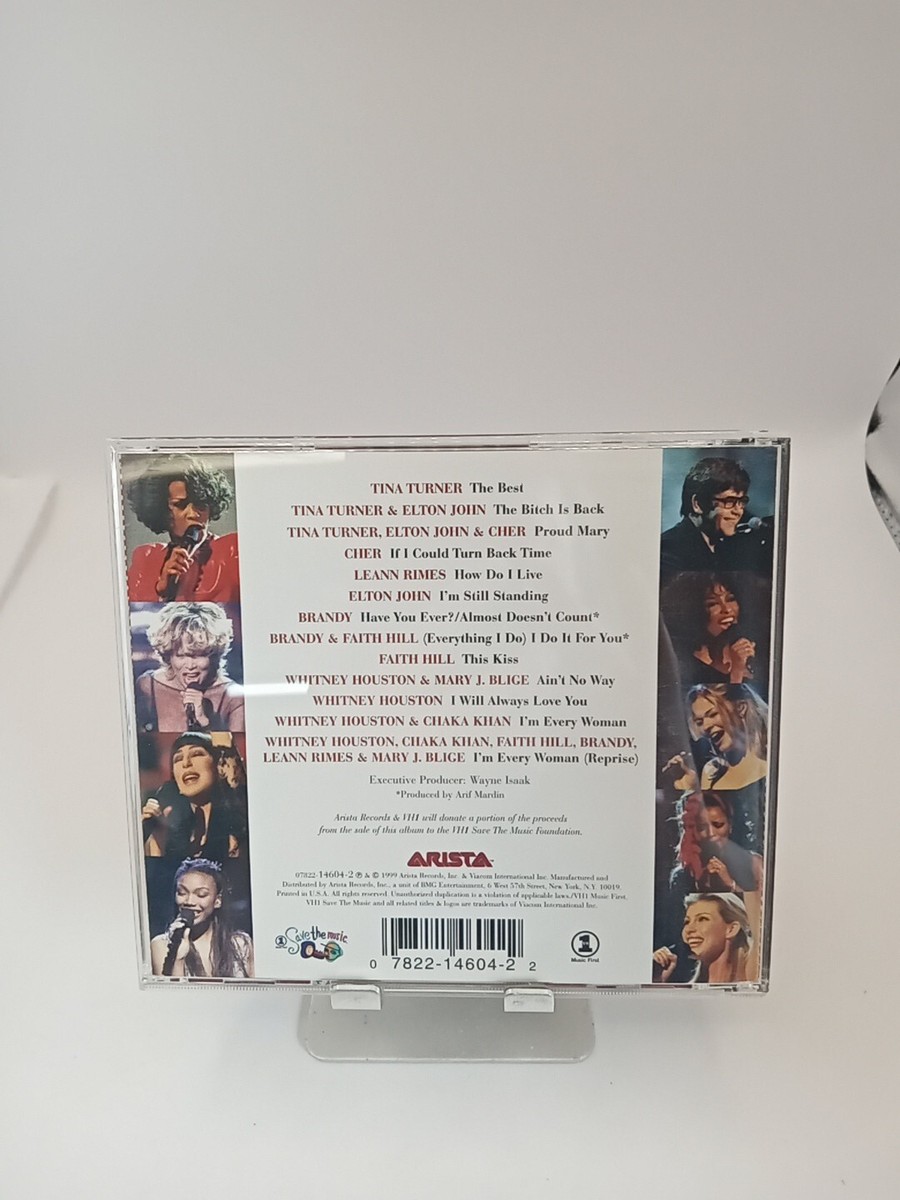 TINA TURNER The Best
TINA TURNER & ELTON JOHN The Bitch Is Back
TINA TURNER, ELTON JOHN & CHER Proud Mary
CHER If I Could Turn Back Time
LEANN RIMES How Do I Live
ELTON JOHN I'm Still Standing
BRANDY Have You Ever?/Almost Doesn't Count*
BRANDY & FAITH HILL (Everything I Do) I Do It For You*
FAITH HILL This Kiss
WHITNEY HOUSTON & MARY J. BLIGE Ain't No Way
WHITNEY HOUSTON I Will Always Love You
WHITNEY HOUSTON & CHAKA KHAN I'm Every Woman
WHITNEY HOUSTON, CHAKA KHAN, FAITH HILL, BRANDY,
LEANN RIMES & MARY J. BLIGE I'm Every Woman (Reprise)
Executive Producer: Wayne Isaak
*Produced by Arif Mardin
Arista Records & VH1 will donate a portion of the proceeds
from the sale of this album to the VH1 Save The Music Foundation.
ARISTA
07822-14604-2 ℗ & © 1999 Arista Records, Inc. & Viacom International Inc. Manufactured and
Distributed by Arista Records, Inc., a unit of BMG Entertainment, 6 West 57th Street, New York, N.Y. 10019.
Printed in U.S.A. All rights reserved. Unauthorized duplication is a violation of applicable laws./VH1 Music First,
VH1 Save The Music and all related titles & logos are trademarks of Viacom International Inc.
Save the music
0 7822-14604-2 2
1
Music First